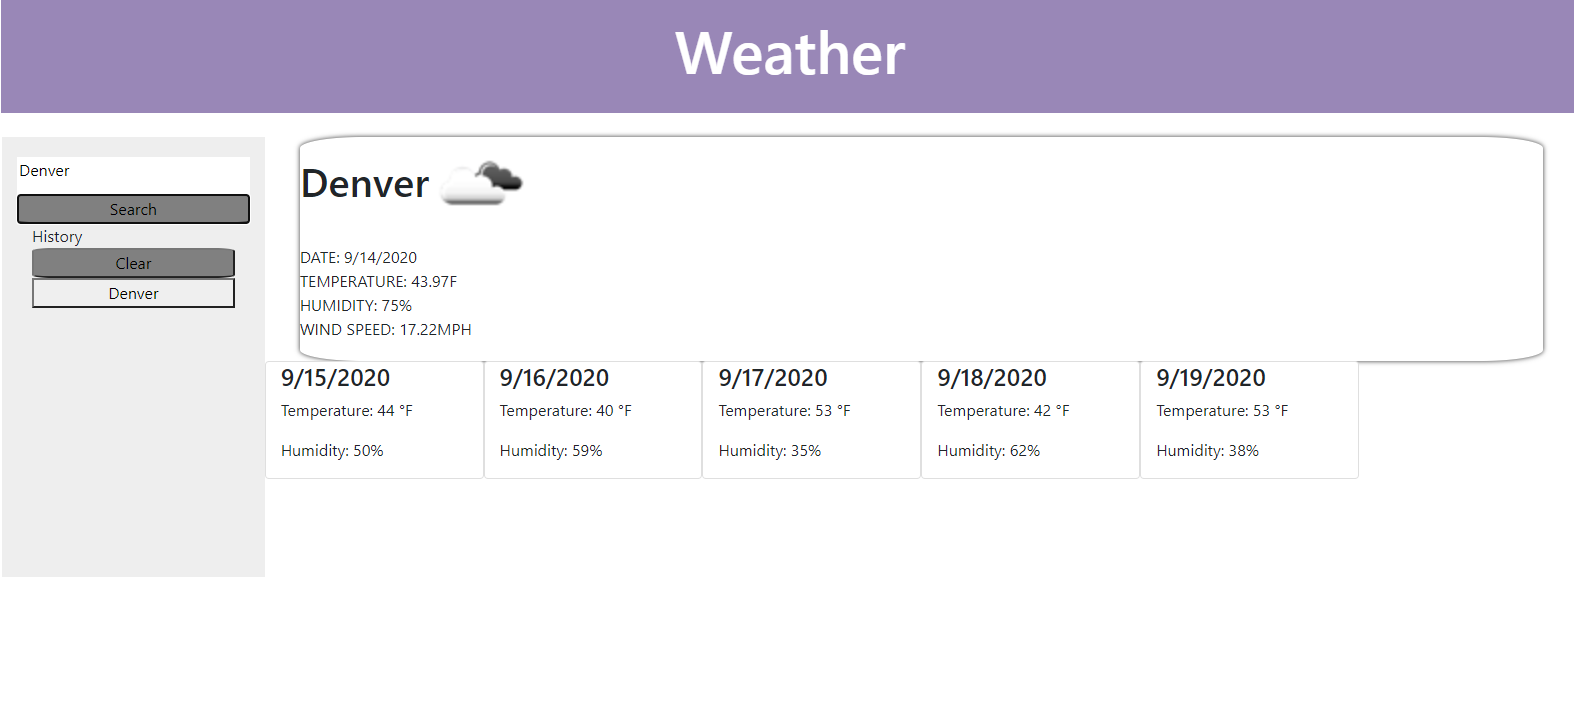 Weather
Denver
Search
History
Clear
Denver
Denver
DATE: 9/14/2020
TEMPERATURE: 43.97F
HUMIDITY: 75%
WIND SPEED: 17.22MPH
9/15/2020
Temperature: 44 °F
Humidity: 50%
9/16/2020
Temperature: 40 °F
Humidity: 59%
9/17/2020
Temperature: 53 °F
Humidity: 35%
9/18/2020
Temperature: 42 °F
Humidity: 62%
9/19/2020
Temperature: 53 °F
Humidity: 38%